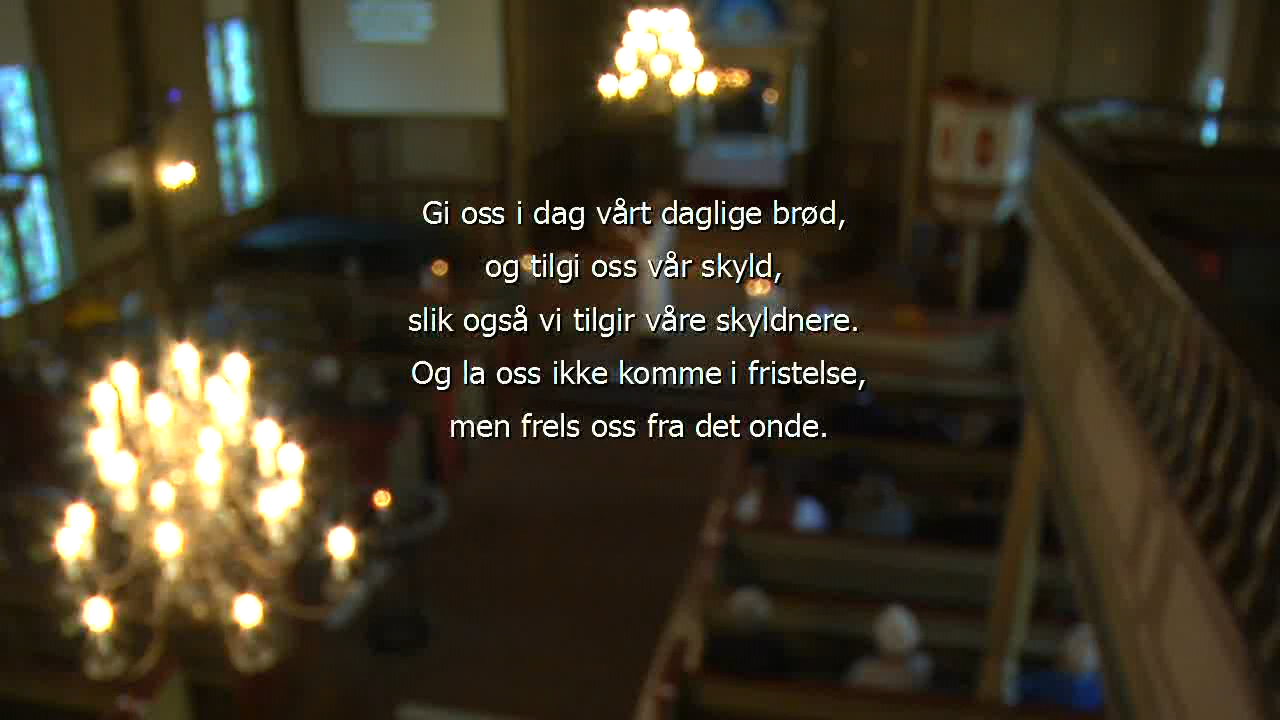 Gi oss i dag vårt daglige brød,
og tilgi oss vår skyld,
slik også vi tilgir våre skyldnere.
Og la oss ikke komme i fristelse,
men frels oss fra det onde.